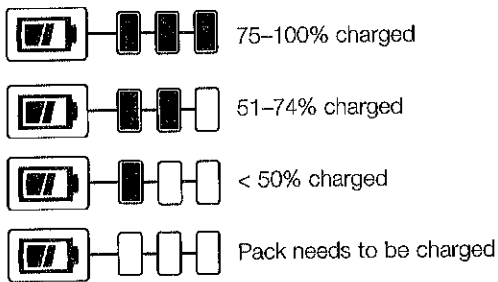 75–100% charged
51–74% charged
< 50% charged
Pack needs to be charged